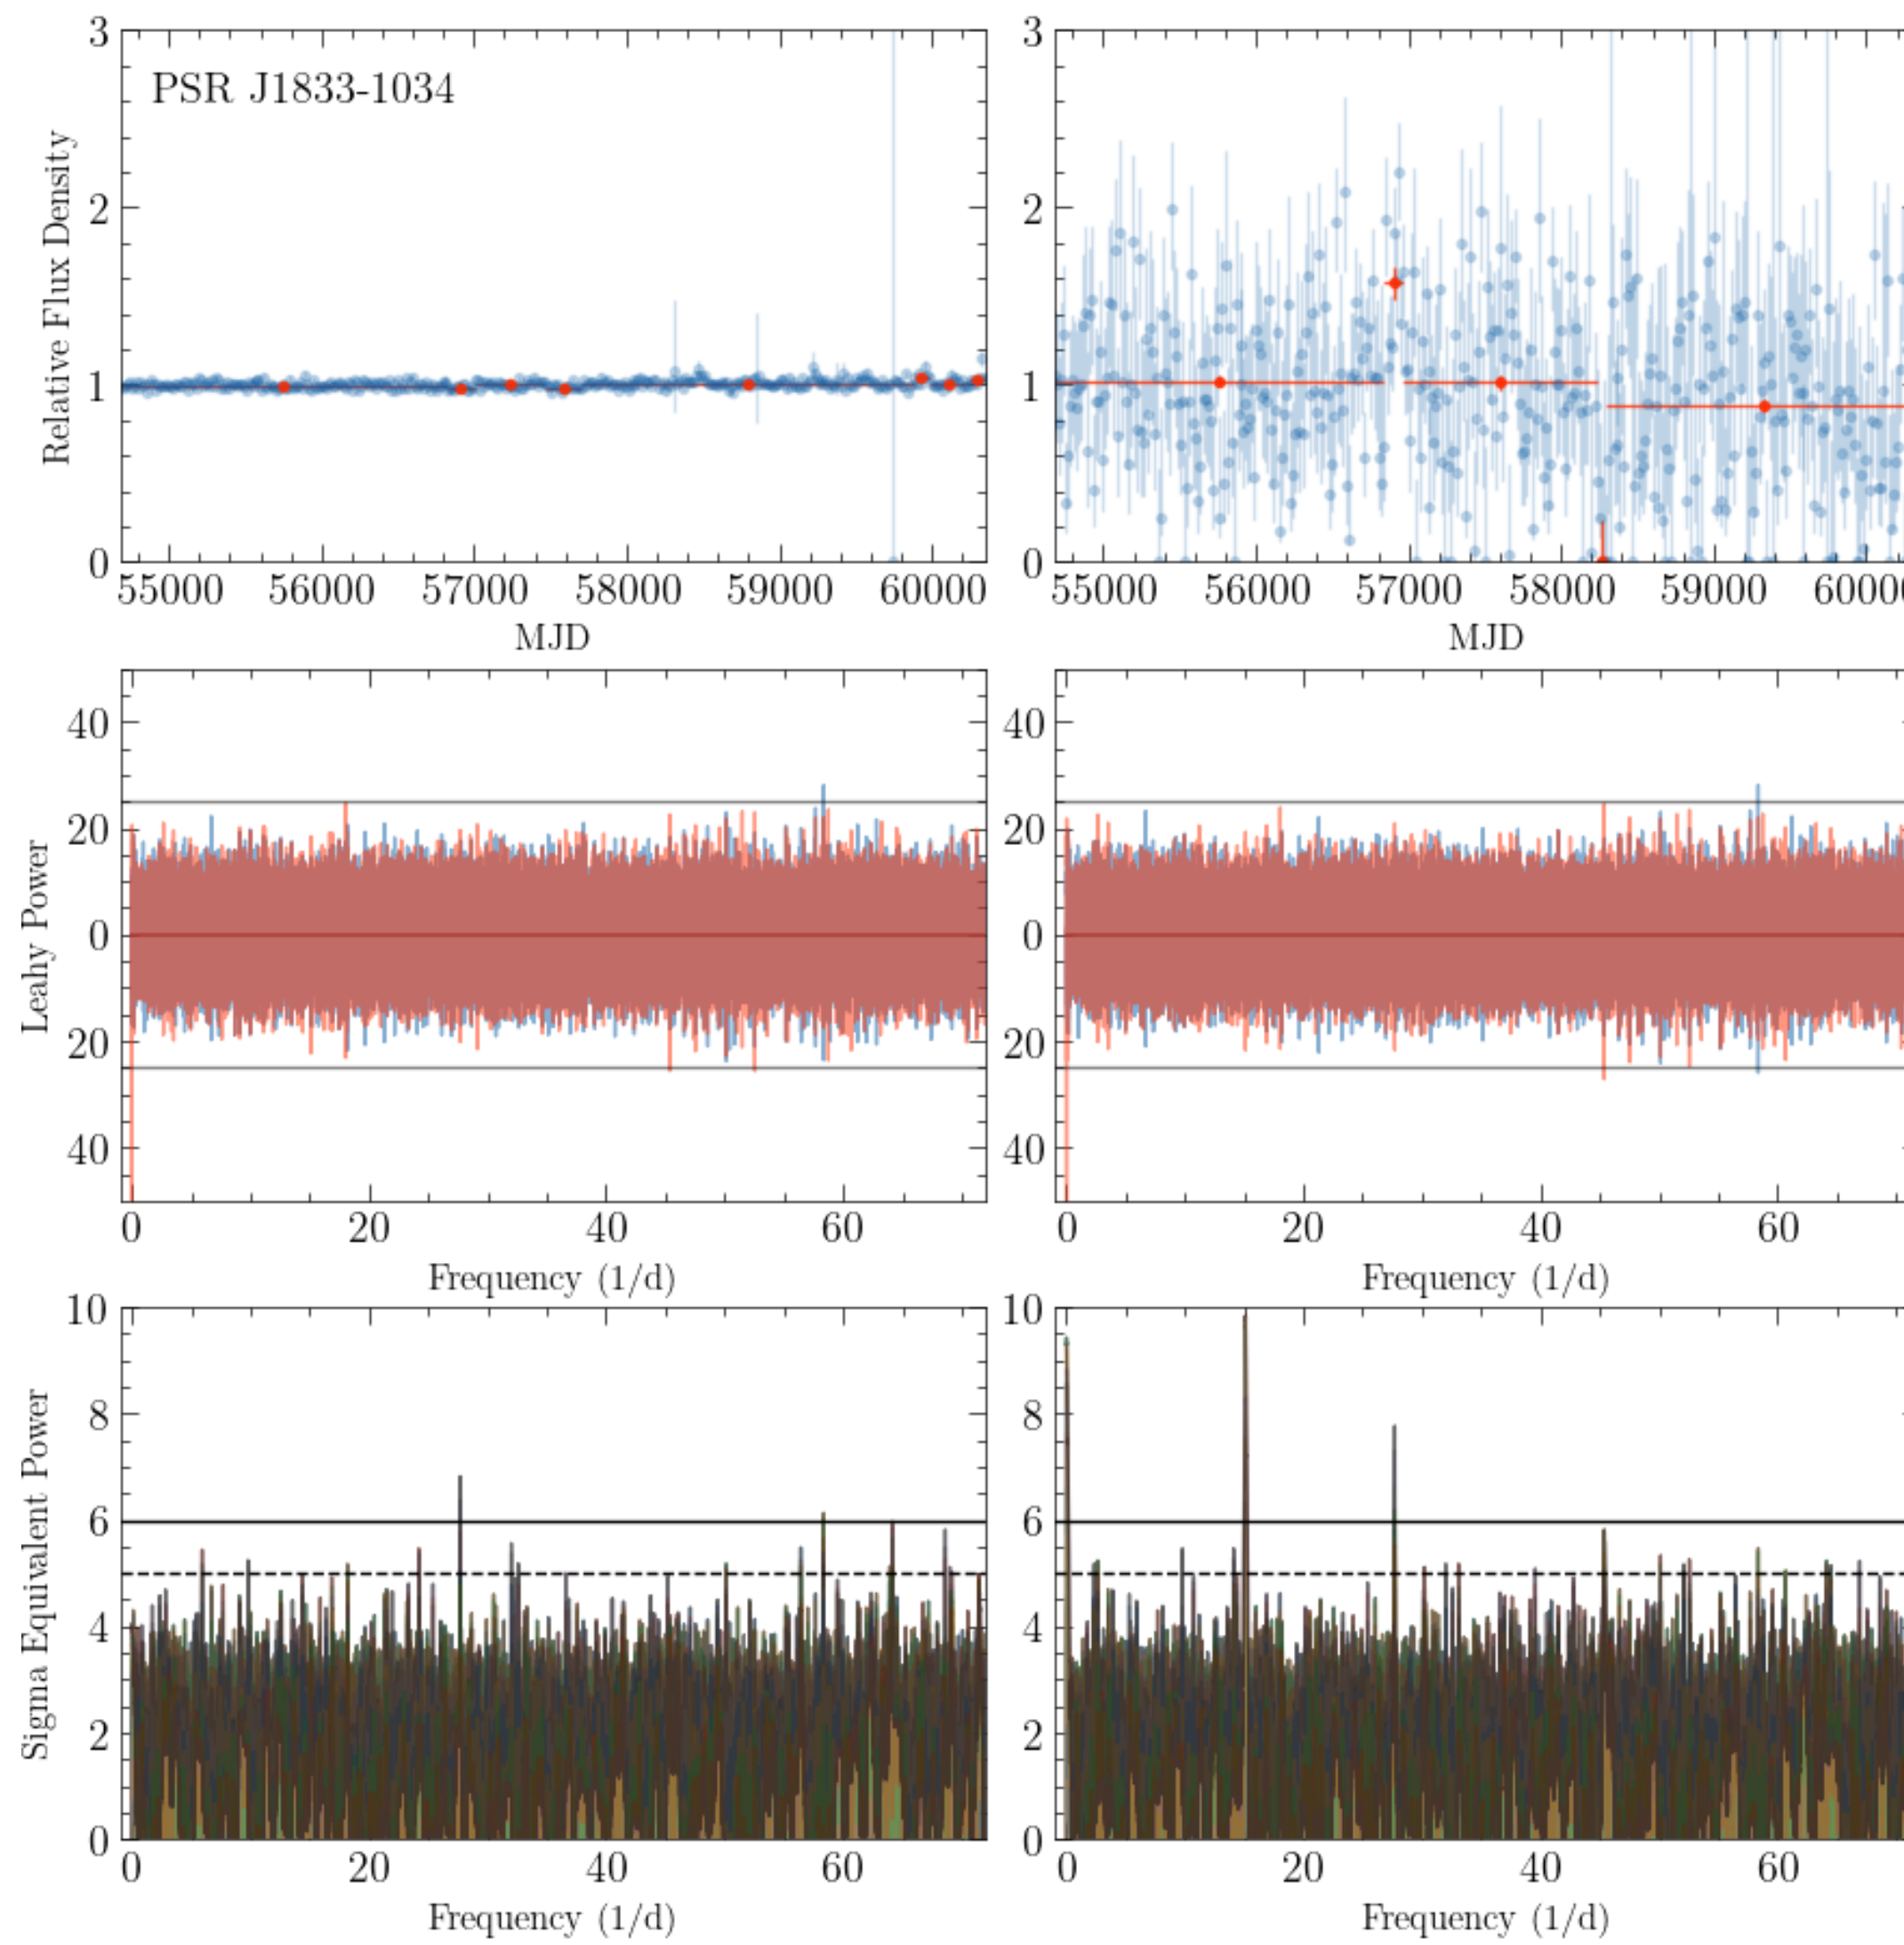 3
2
1
0
Relative Flux Density
PSR J1833-1034
55000 56000 57000 58000 59000 60000
MJD
3
2
1
0
55000 56000 57000 58000 59000
MJD
40
20
0
20
40
Leahy Power
0 20 40 60
Frequency (1/d)
40
20
0
20
40
0 20 40 60
Frequency (1/d)
10
8
6
4
2
0
Sigma Equivalent Power
0 20 40 60
Frequency (1/d)
10
8
6
4
2
0
0 20 40 60
Frequency (1/d)